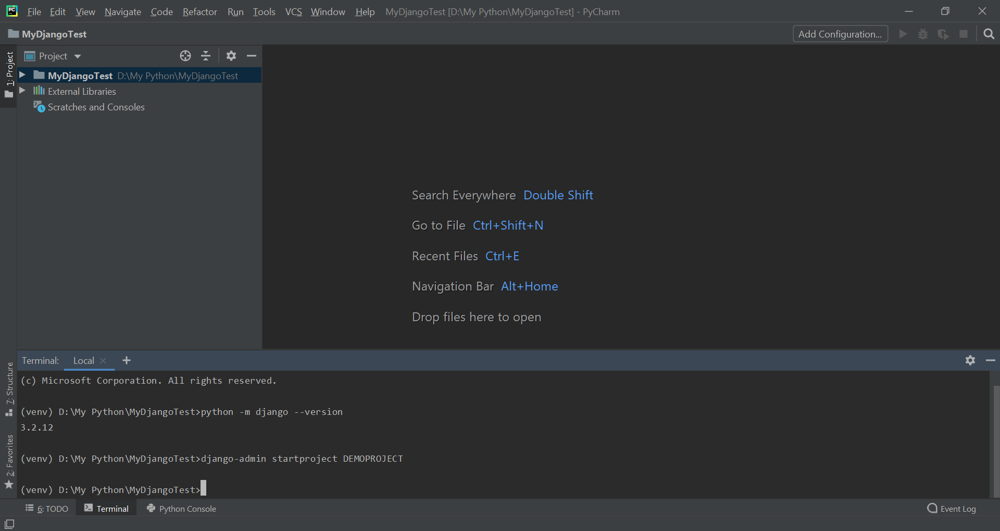 PC File Edit View Navigate Code Refactor Run Tools VCS Window Help MyDjangoTest [D:\My Python\MyDjangoTest] - PyCharm
MyDjangoTest Add Configuration...
1: Project
Project
MyDjangoTest D:\My Python\MyDjangoTest
External Libraries
Scratches and Consoles
Search Everywhere Double Shift
Go to File Ctrl+Shift+N
Recent Files Ctrl+E
Navigation Bar Alt+Home
Drop files here to open
7: Structure
2: Favorites
Terminal: Local
(c) Microsoft Corporation. All rights reserved.
(venv) D:\My Python\MyDjangoTest>python -m django --version
3.2.12
(venv) D:\My Python\MyDjangoTest>django-admin startproject DEMOPROJECT
(venv) D:\My Python\MyDjangoTest>
6: TODO Terminal Python Console Event Log